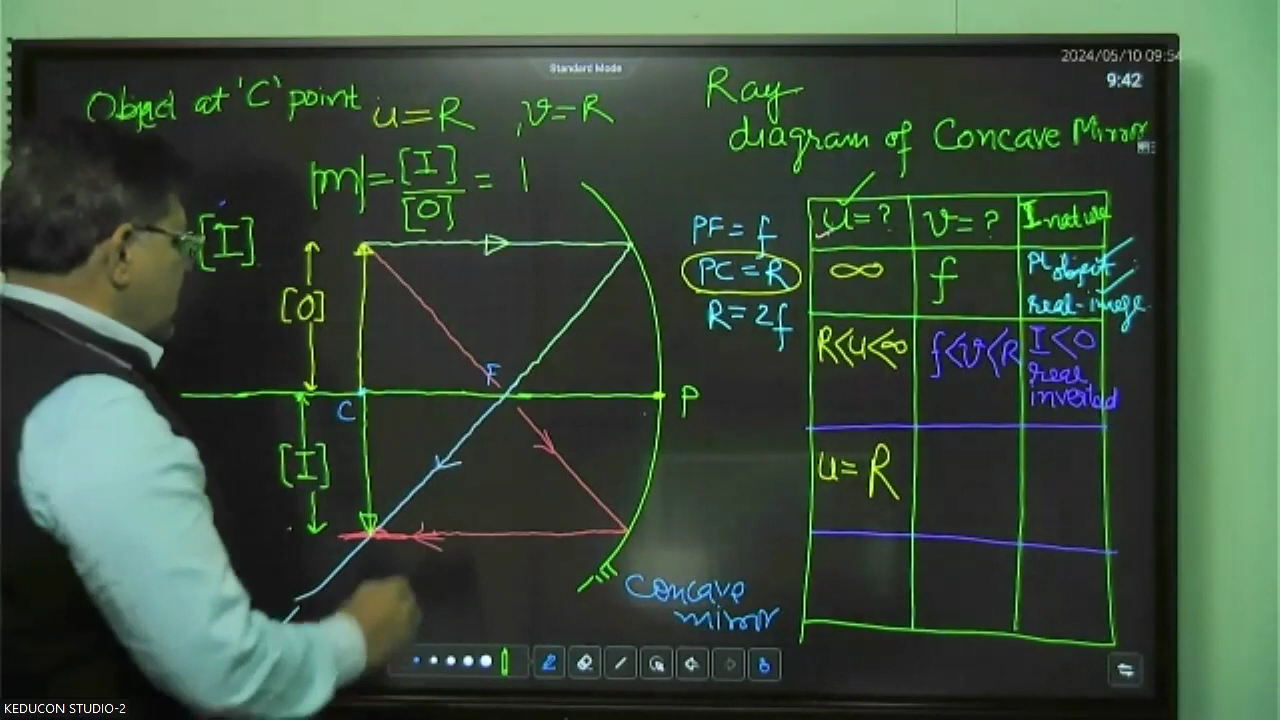 2024/05/10 09:54
Standard Mode
9:42
Object at 'C' point u=R , v=R
|m|= [I]/[O] = 1
[I]
[O]
F
C
P
[I]
Concave
mirror
Ray
diagram of Concave Mirror
PF = f
PC = R
R = 2f
u=? v=? I nature
∞ f Pt object
real-image
R<u<∞ f<v<R I<O
real
inverted
u= R
KEDUCON STUDIO-2